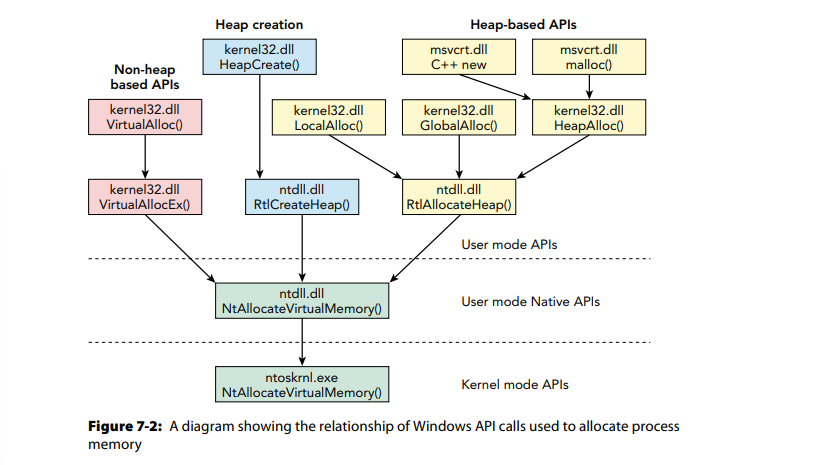 Heap creation
Heap-based APIs
kernel32.dll
HeapCreate()
msvcrt.dll
C++ new
msvcrt.dll
malloc()
Non-heap
based APIs
kernel32.dll
VirtualAlloc()
kernel32.dll
LocalAlloc()
kernel32.dll
GlobalAlloc()
kernel32.dll
HeapAlloc()
kernel32.dll
VirtualAllocEx()
ntdll.dll
RtlCreateHeap()
ntdll.dll
RtlAllocateHeap()
User mode APIs
ntdll.dll
NtAllocateVirtualMemory()
User mode Native APIs
ntoskrnl.exe
NtAllocateVirtualMemory()
Kernel mode APIs
Figure 7-2: A diagram showing the relationship of Windows API calls used to allocate process
memory